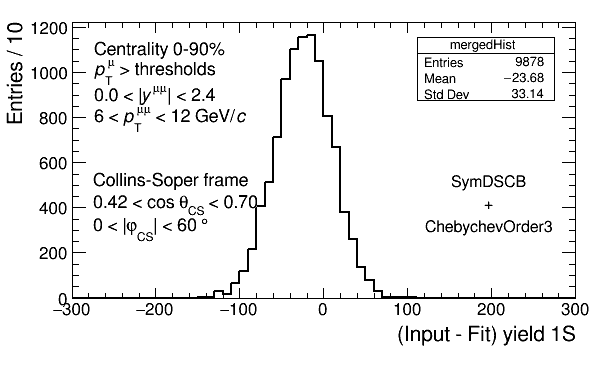 Entries / 10
1200
1000
800
600
400
200
0
Centrality 0-90%
p_T^μ > thresholds
0.0 < |y^μμ| < 2.4
6 < p_T^μμ < 12 GeV/c
Collins-Soper frame
0.42 < cos θ_CS < 0.70
0 < |φ_CS| < 60 °
mergedHist
Entries 9878
Mean −23.68
Std Dev 33.14
SymDSCB
+
ChebychevOrder3
−300 −200 −100 0 100 200 300
(Input - Fit) yield 1S